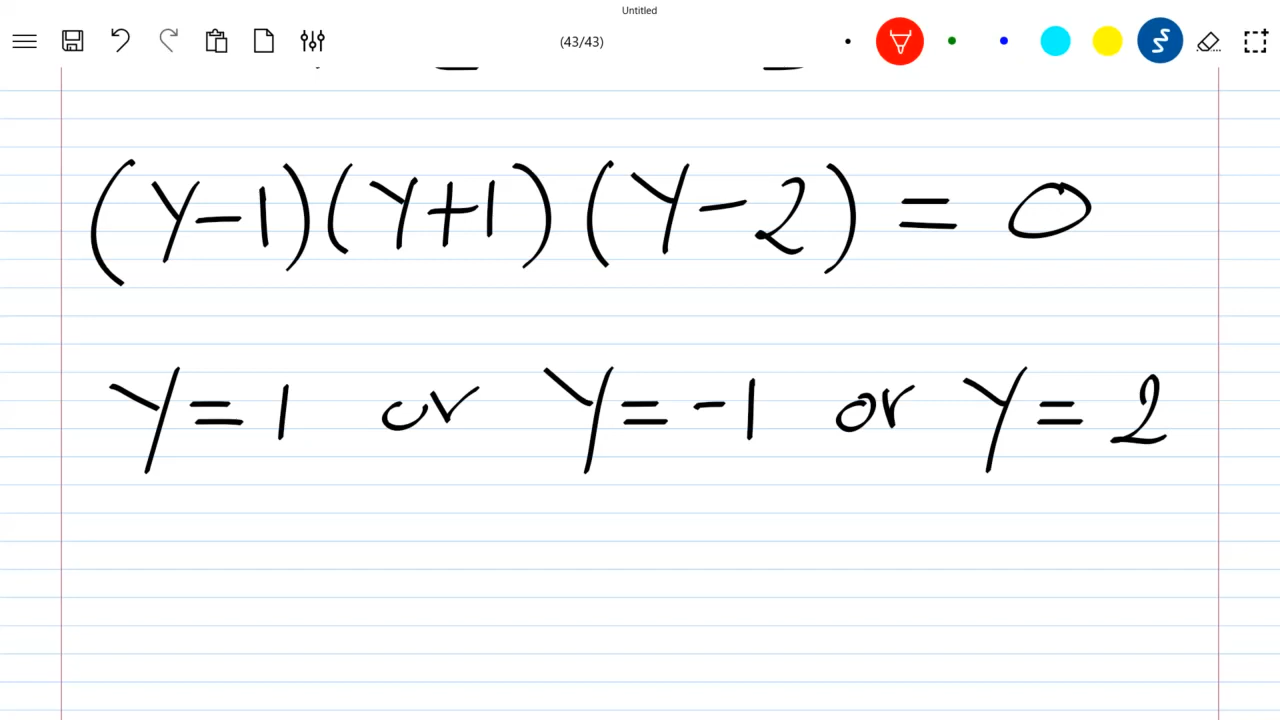 Untitled
(43/43)
(y-1)(y+1)(y-2) = 0
y = 1 or y = -1 or y = 2